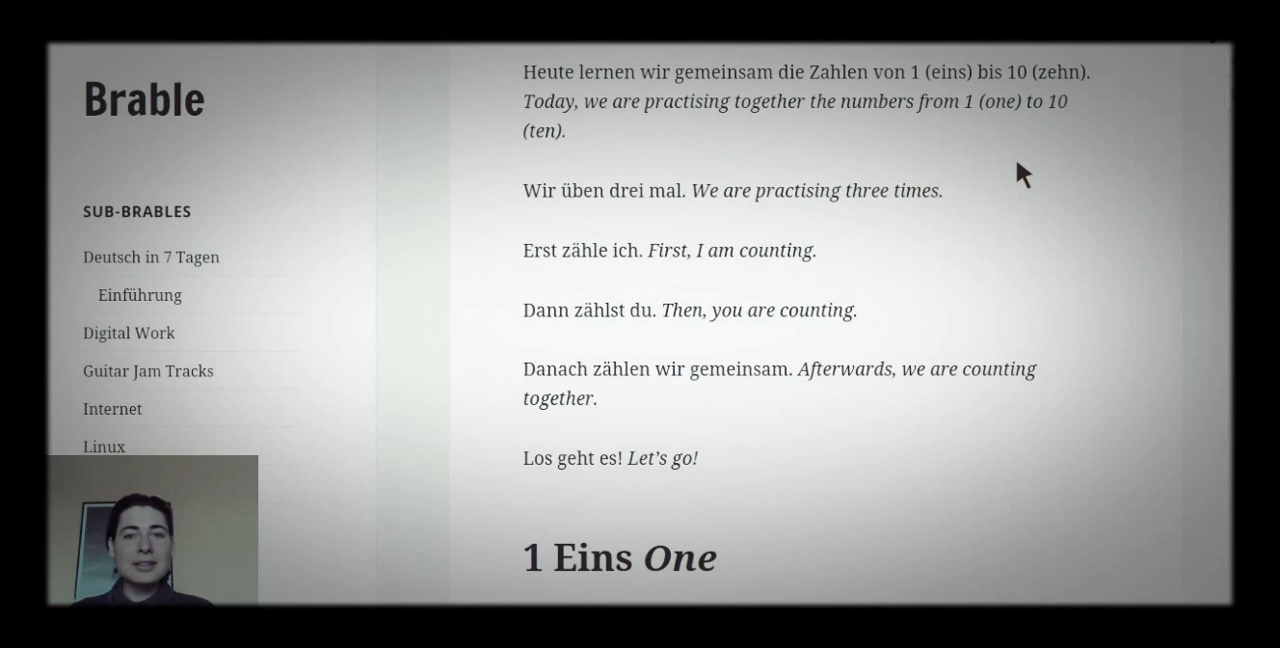 Brable
SUB-BRABLES
Deutsch in 7 Tagen
Einführung
Digital Work
Guitar Jam Tracks
Internet
Linux
Heute lernen wir gemeinsam die Zahlen von 1 (eins) bis 10 (zehn).
Today, we are practising together the numbers from 1 (one) to 10
(ten).
Wir üben drei mal. We are practising three times.
Erst zähle ich. First, I am counting.
Dann zählst du. Then, you are counting.
Danach zählen wir gemeinsam. Afterwards, we are counting
together.
Los geht es! Let’s go!
1 Eins One